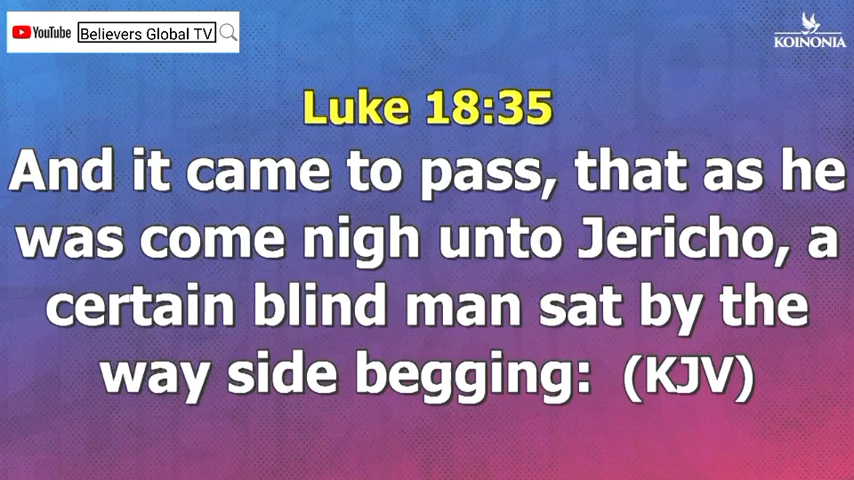 YouTube Believers Global TV
KOINONIA
Luke 18:35
And it came to pass, that as he
was come nigh unto Jericho, a
certain blind man sat by the
way side begging: (KJV)